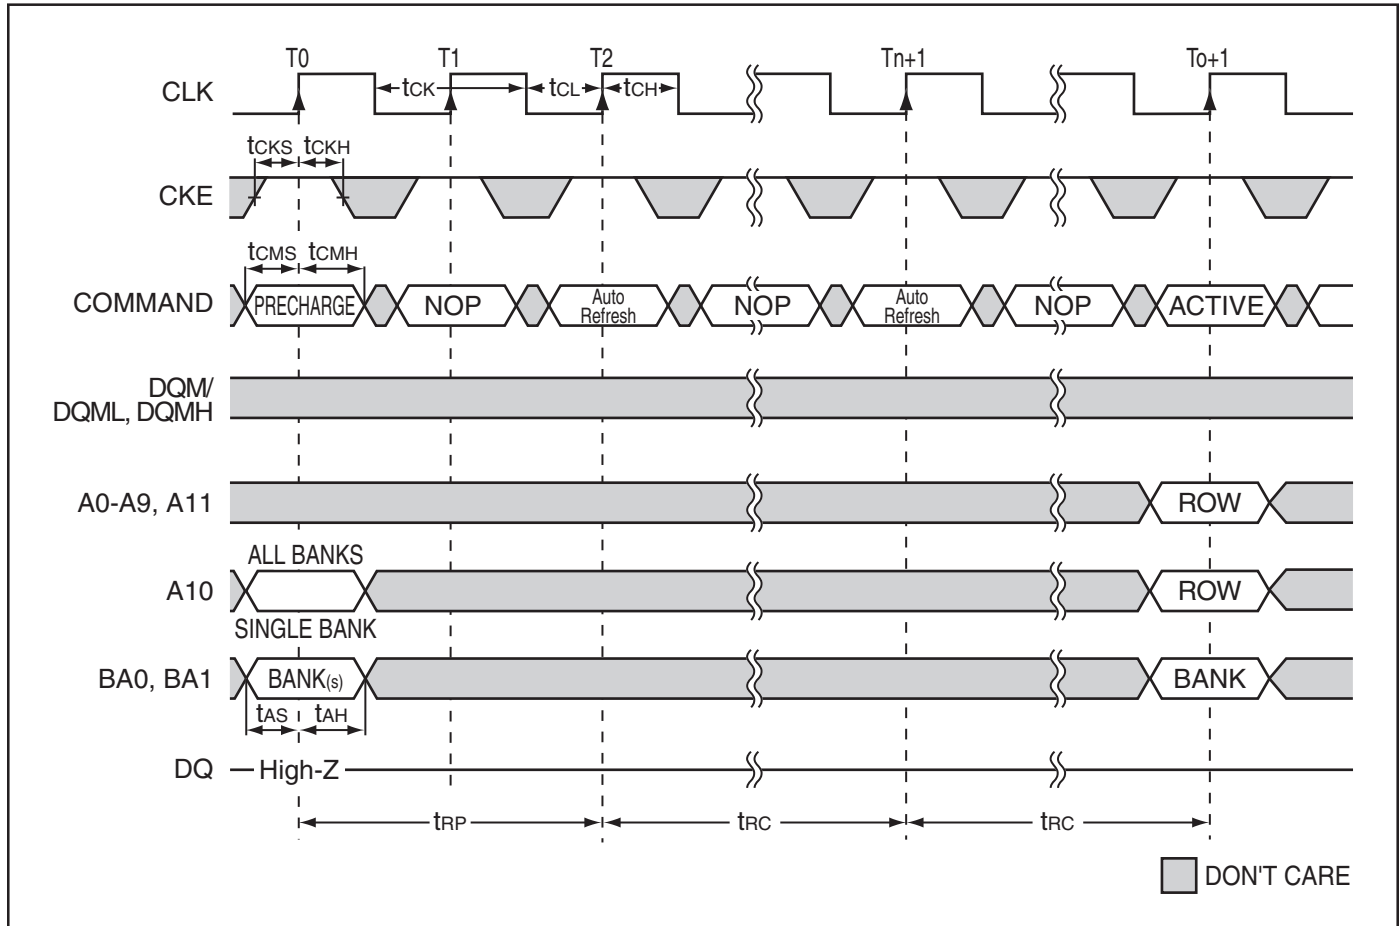 T0 T1 T2 Tn+1 To+1
CLK tCK tCL tCH
tCKS tCKH
CKE
tCMS tCMH
COMMAND PRECHARGE NOP Auto Refresh NOP Auto Refresh NOP ACTIVE
DQM/
DQML, DQMH
A0-A9, A11 ROW
ALL BANKS
A10 ROW
SINGLE BANK
BA0, BA1 BANK(s) BANK
tAS tAH
DQ High-Z
tRP tRC tRC
DON'T CARE